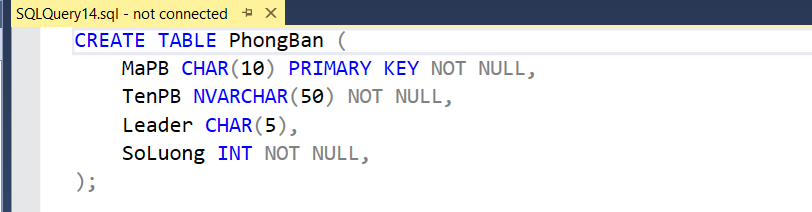 SQLQuery14.sql - not connected
CREATE TABLE PhongBan (
MaPB CHAR(10) PRIMARY KEY NOT NULL,
TenPB NVARCHAR(50) NOT NULL,
Leader CHAR(5),
SoLuong INT NOT NULL,
);